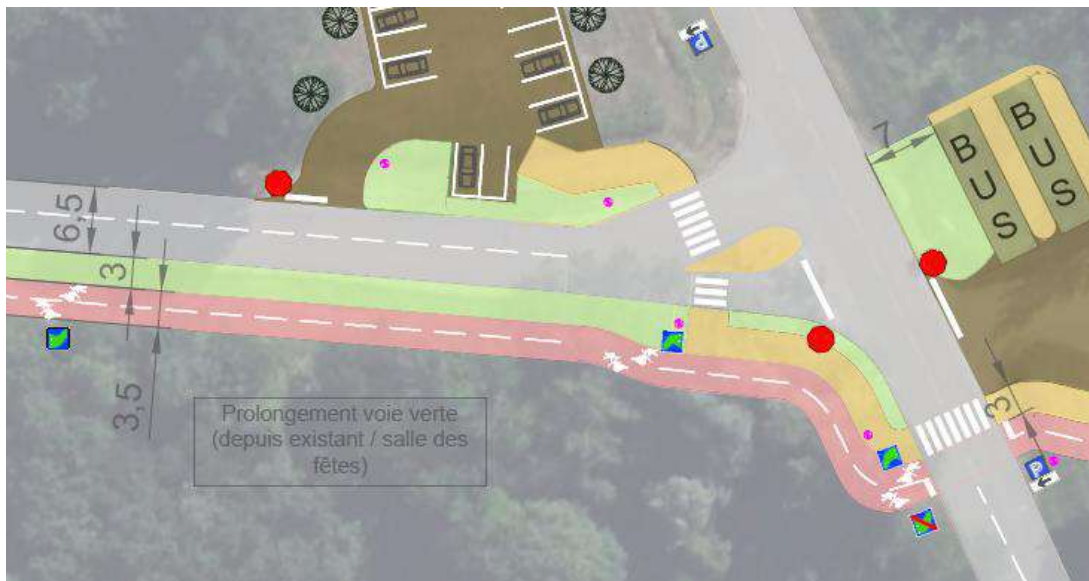 P
7
BUS
BUS
6,5
3
3,5
3
Prolongement voie verte
(depuis existant / salle des
fêtes)
P